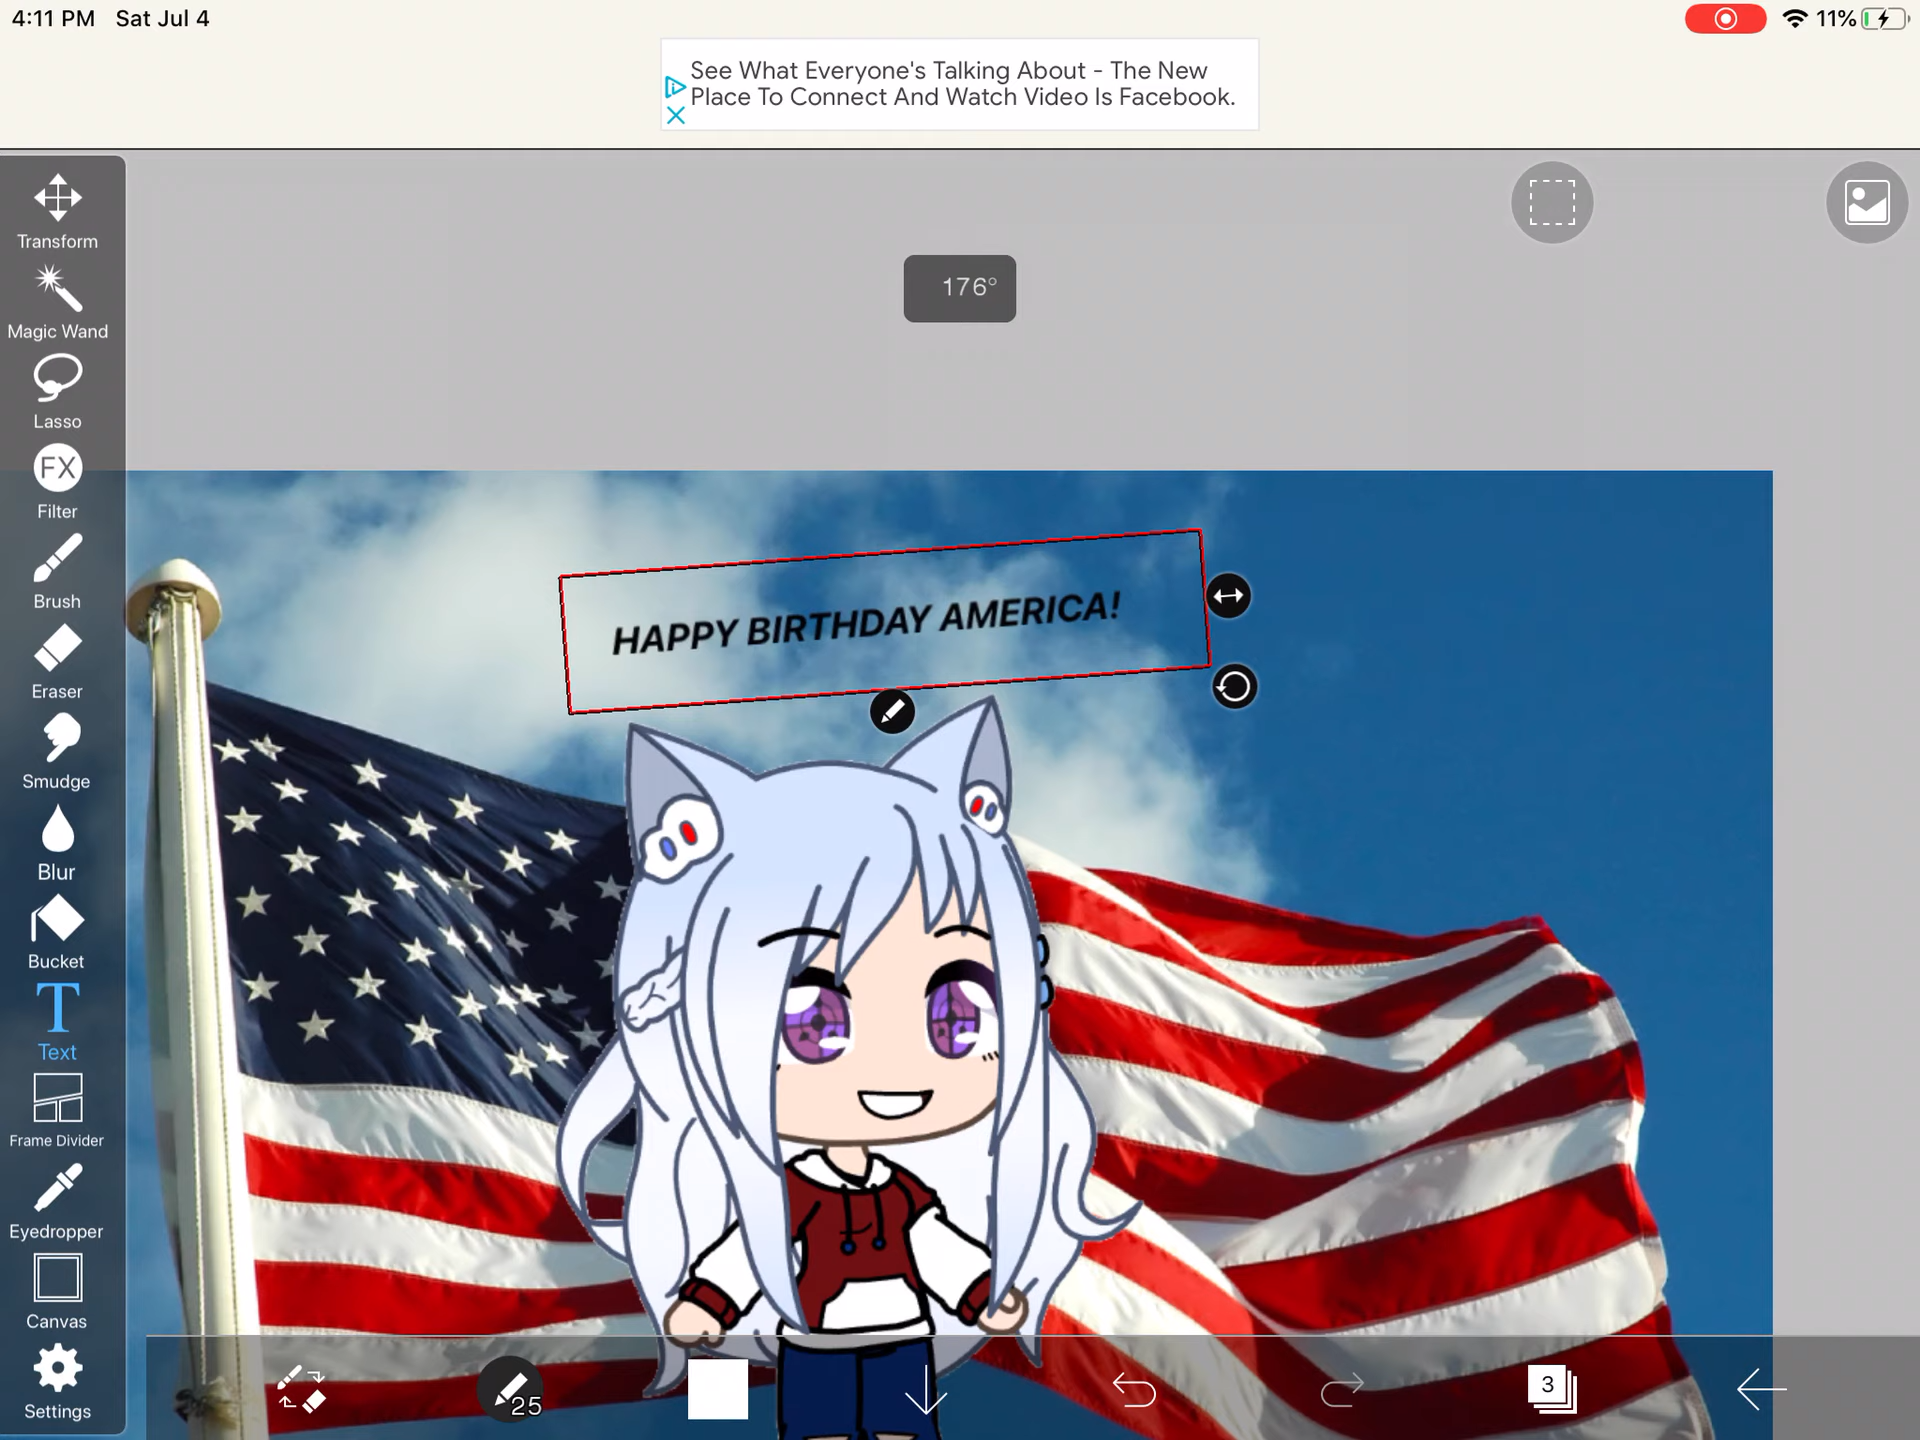 4:11 PM Sat Jul 4
11%
See What Everyone's Talking About - The New
Place To Connect And Watch Video Is Facebook.
Transform
176°
Magic Wand
Lasso
FX
Filter
Brush
HAPPY BIRTHDAY AMERICA!
Eraser
Smudge
Blur
Bucket
T
Text
Frame Divider
Eyedropper
Canvas
25
3
Settings